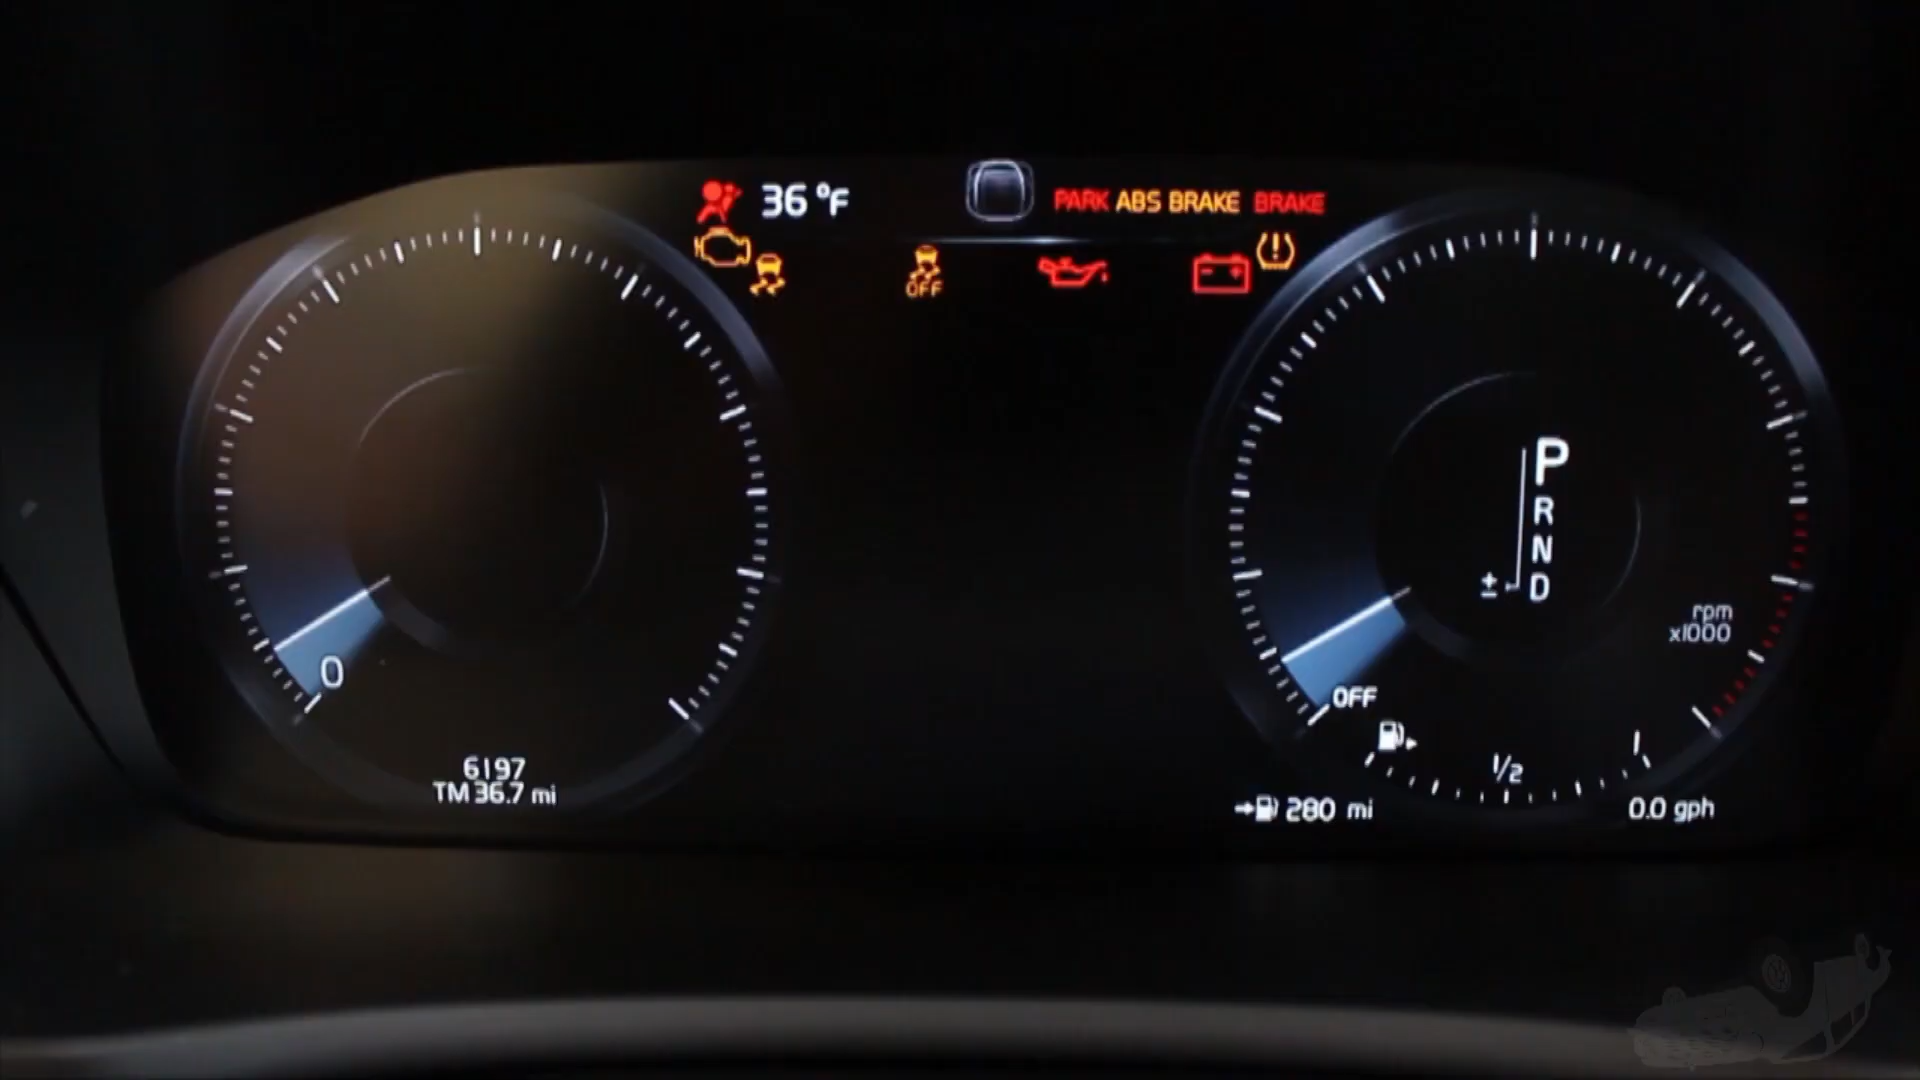 36 °F
PARK ABS BRAKE BRAKE
OFF
P
R
N
± D
rpm
x1000
0
OFF
6197
TM 36.7 mi
1/2
1
280 mi
0.0 gph